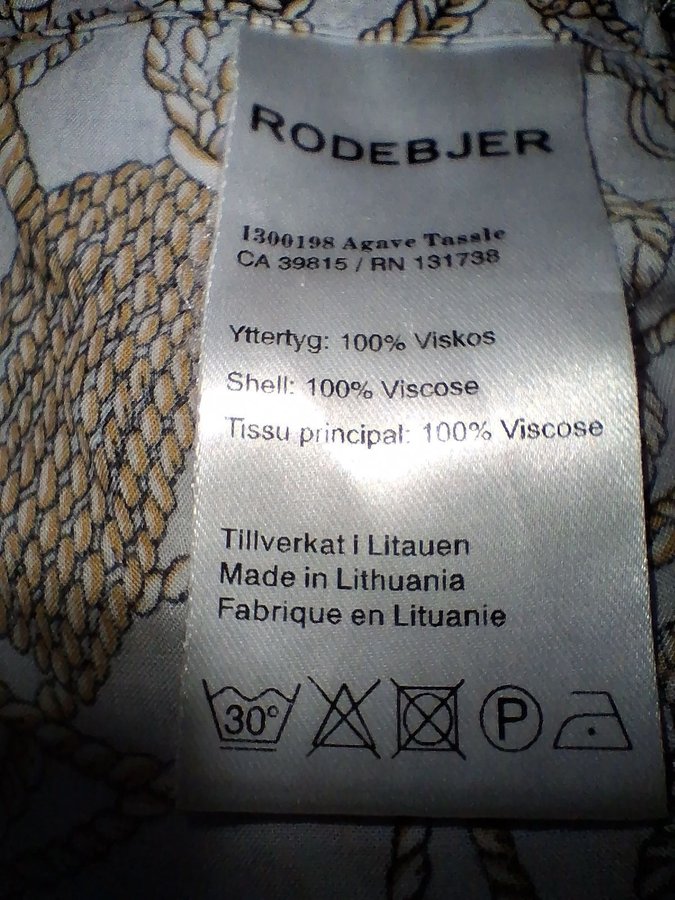 RODEBJER
1300198 Agave Tassle
CA 39815 / RN 131738
Yttertyg: 100% Viskos
Shell: 100% Viscose
Tissu principal: 100% Viscose
Tillverkat i Litauen
Made in Lithuania
Fabrique en Lituanie
30° P